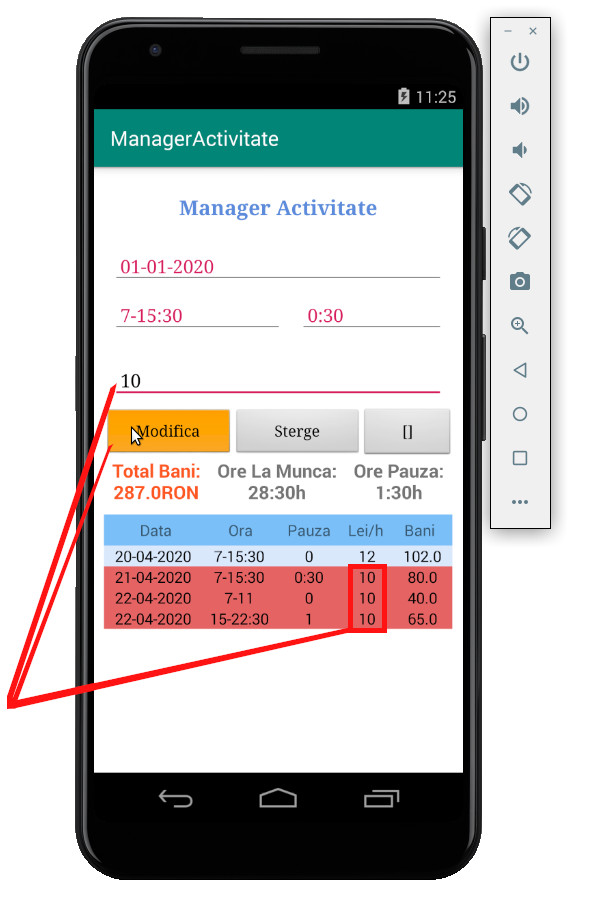 11:25
ManagerActivitate
Manager Activitate
01-01-2020
7-15:30 0:30
10
Modifica Sterge []
Total Bani: Ore La Munca: Ore Pauza:
287.0RON 28:30h 1:30h
Data Ora Pauza Lei/h Bani
20-04-2020 7-15:30 0 12 102.0
21-04-2020 7-15:30 0:30 10 80.0
22-04-2020 7-11 0 10 40.0
22-04-2020 15-22:30 1 10 65.0